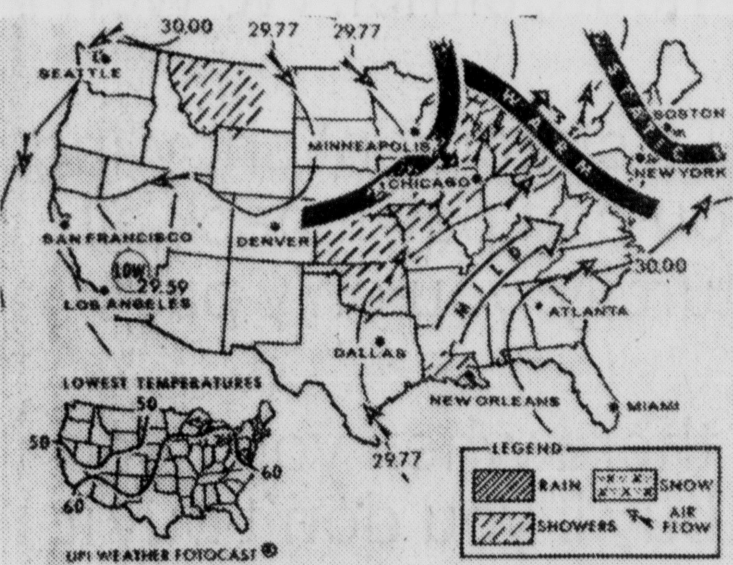 30.00
29.77
29.77
SEATTLE
BOSTON
WARM
MINNEAPOLIS
CHICAGO
NEW YORK
SAN FRANCISCO
DENVER
LOW
29.59
LOS ANGELES
MILD
30.00
ATLANTA
DALLAS
LOWEST TEMPERATURES
NEW ORLEANS
MIAMI
50
50
60
60
29.77
LEGEND
RAIN
SNOW
SHOWERS
AIR
FLOW
UPI WEATHER FOTOCAST ®